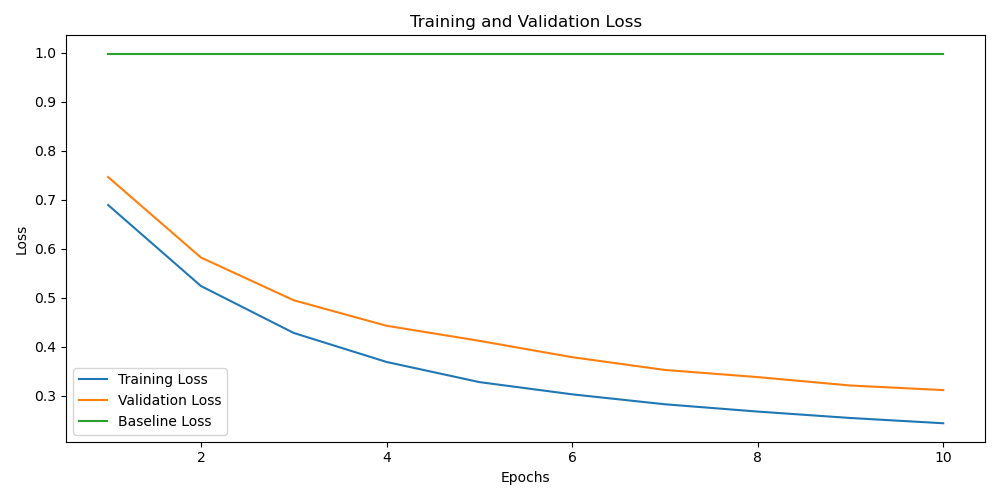 Training and Validation Loss
1.0
0.9
0.8
0.7
0.6
0.5
0.4
0.3
Loss
Training Loss
Validation Loss
Baseline Loss
2 4 6 8 10
Epochs